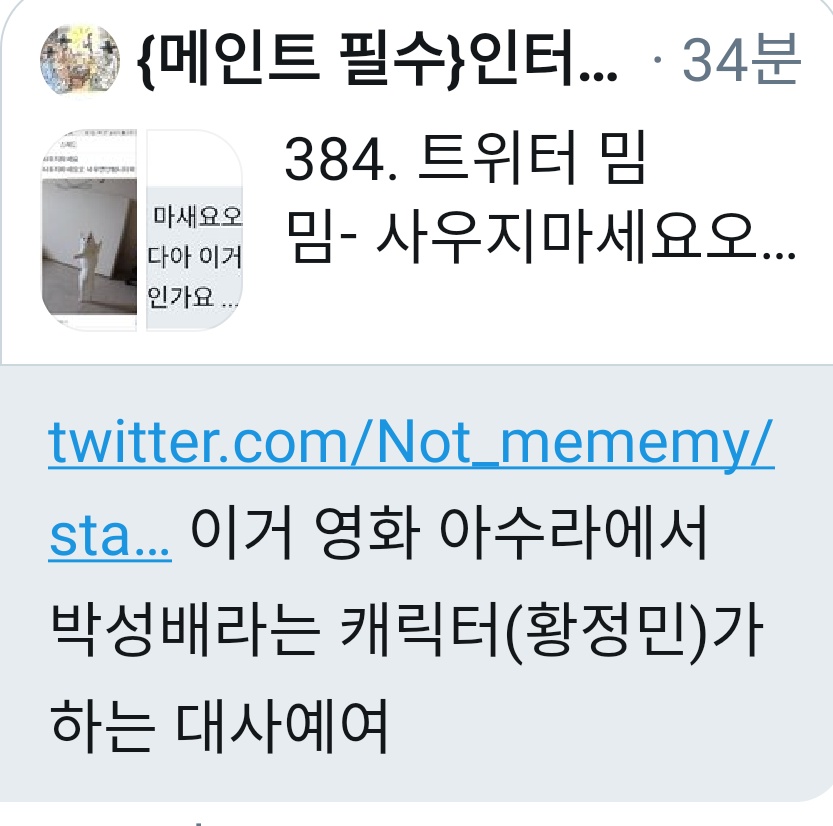 {메인트 필수}인터... · 34분
384. 트위터 밈
밈- 사우지마세요오...
마새요오
다아 이거
인가요 ...
twitter.com/Not_mememy/
sta... 이거 영화 아수라에서
박성배라는 캐릭터(황정민)가
하는 대사예여